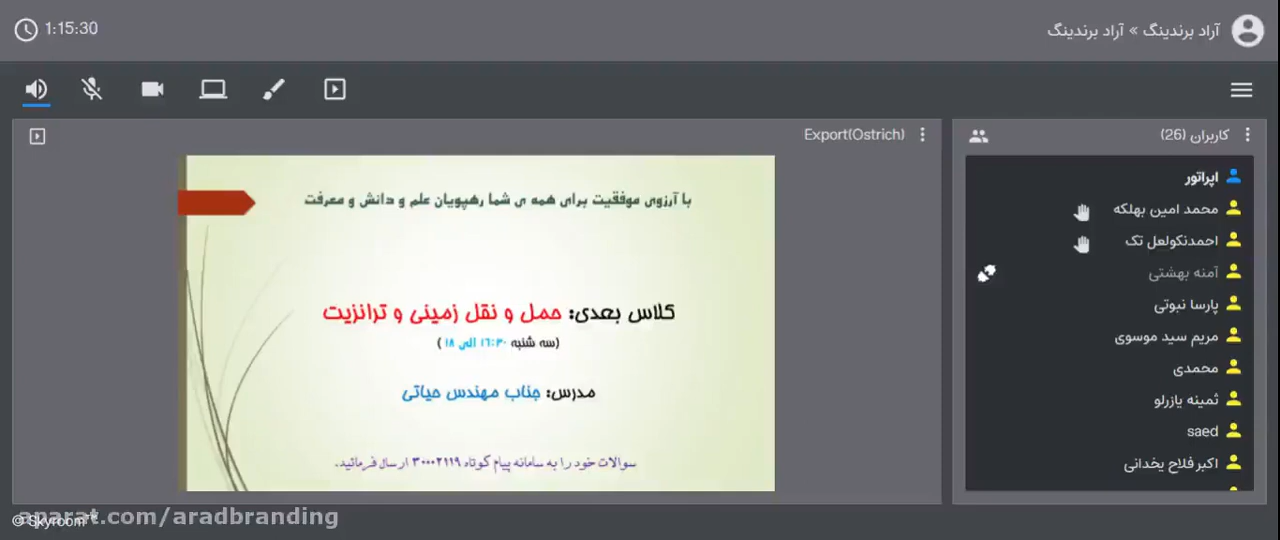 1:15:30
آراد برندینگ » آراد برندینگ
Export(Ostrich)
با آرزوی موفقیت برای همه ی شما رهپویان علم و دانش و معرفت
کلاس بعدی: حمل و نقل زمینی و ترانزیت
(سه شنبه ۱۶:۳۰ الی ۱۸ )
مدرس: جناب مهندس حیاتی
سوالات خود را به سامانه پیام کوتاه ۳۰۰۰۲۱۱۹ ارسال فرمائید.
کاربران (26)
اپراتور
محمد امین بهلکه
احمدنکولعل تک
آمنه بهشتی
پارسا نبوتی
مریم سید موسوی
محمدی
ثمینه یازرلو
saed
اکبر فلاح یخدانی
aparat.com/aradbranding
© Skyroom™